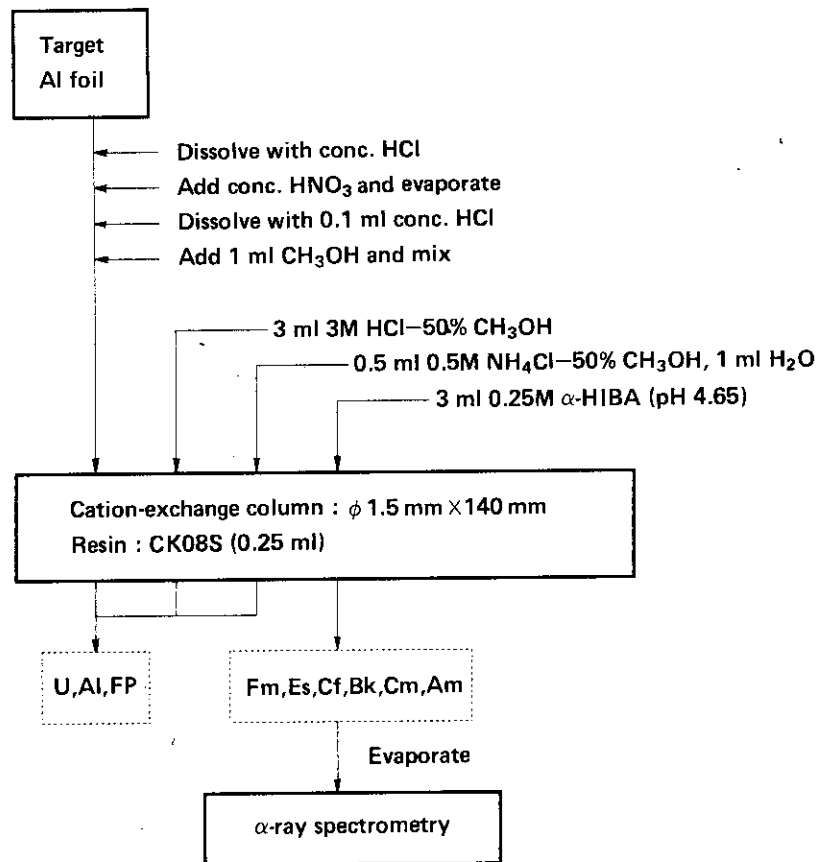 Target
Al foil
Dissolve with conc. HCl
Add conc. HNO₃ and evaporate
Dissolve with 0.1 ml conc. HCl
Add 1 ml CH₃OH and mix
3 ml 3M HCl–50% CH₃OH
0.5 ml 0.5M NH₄Cl–50% CH₃OH, 1 ml H₂O
3 ml 0.25M α-HIBA (pH 4.65)
Cation-exchange column : φ 1.5 mm × 140 mm
Resin : CK08S (0.25 ml)
U,Al,FP
Fm,Es,Cf,Bk,Cm,Am
Evaporate
α-ray spectrometry